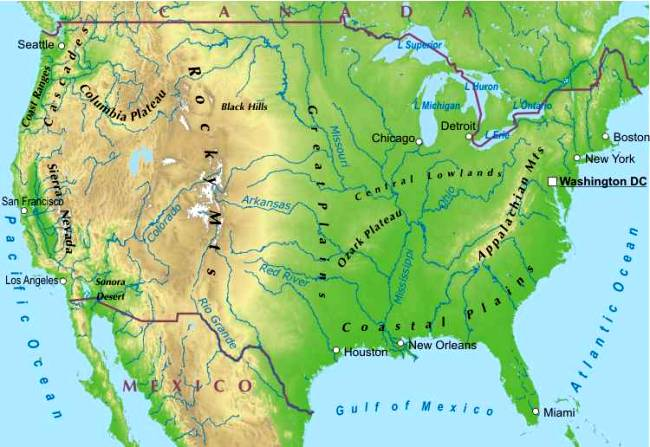 CANADA
Seattle
Cascades
Coast Ranges
Columbia Plateau
Rocky Mts
Black Hills
Great Plains
Missouri
L Superior
L Huron
L Michigan
L Ontario
L Erie
Chicago
Detroit
Boston
New York
Washington DC
Central Lowlands
Ohio
Appalachian Mts
Sierra Nevada
San Francisco
Colorado
Arkansas
Ozark Plateau
Mississippi
Red River
Los Angeles
Sonora
Desert
Rio Grande
Coastal Plains
Houston
New Orleans
Miami
MEXICO
Gulf of Mexico
Pacific Ocean
Atlantic Ocean